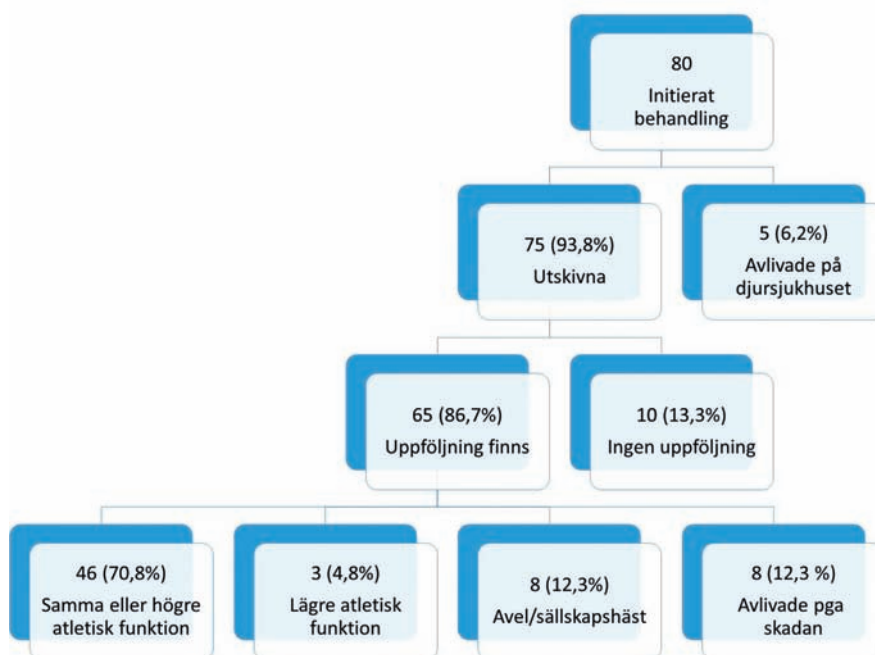 80
Initierat
behandling
75 (93,8%)
Utskivna
5 (6,2%)
Avlivade på
djursjukhuset
65 (86,7%)
Uppföljning finns
10 (13,3%)
Ingen uppföljning
46 (70,8%)
Samma eller högre
atletisk funktion
3 (4,8%)
Lägre atletisk
funktion
8 (12,3%)
Avel/sällskapshäst
8 (12,3 %)
Avlivade pga
skadan